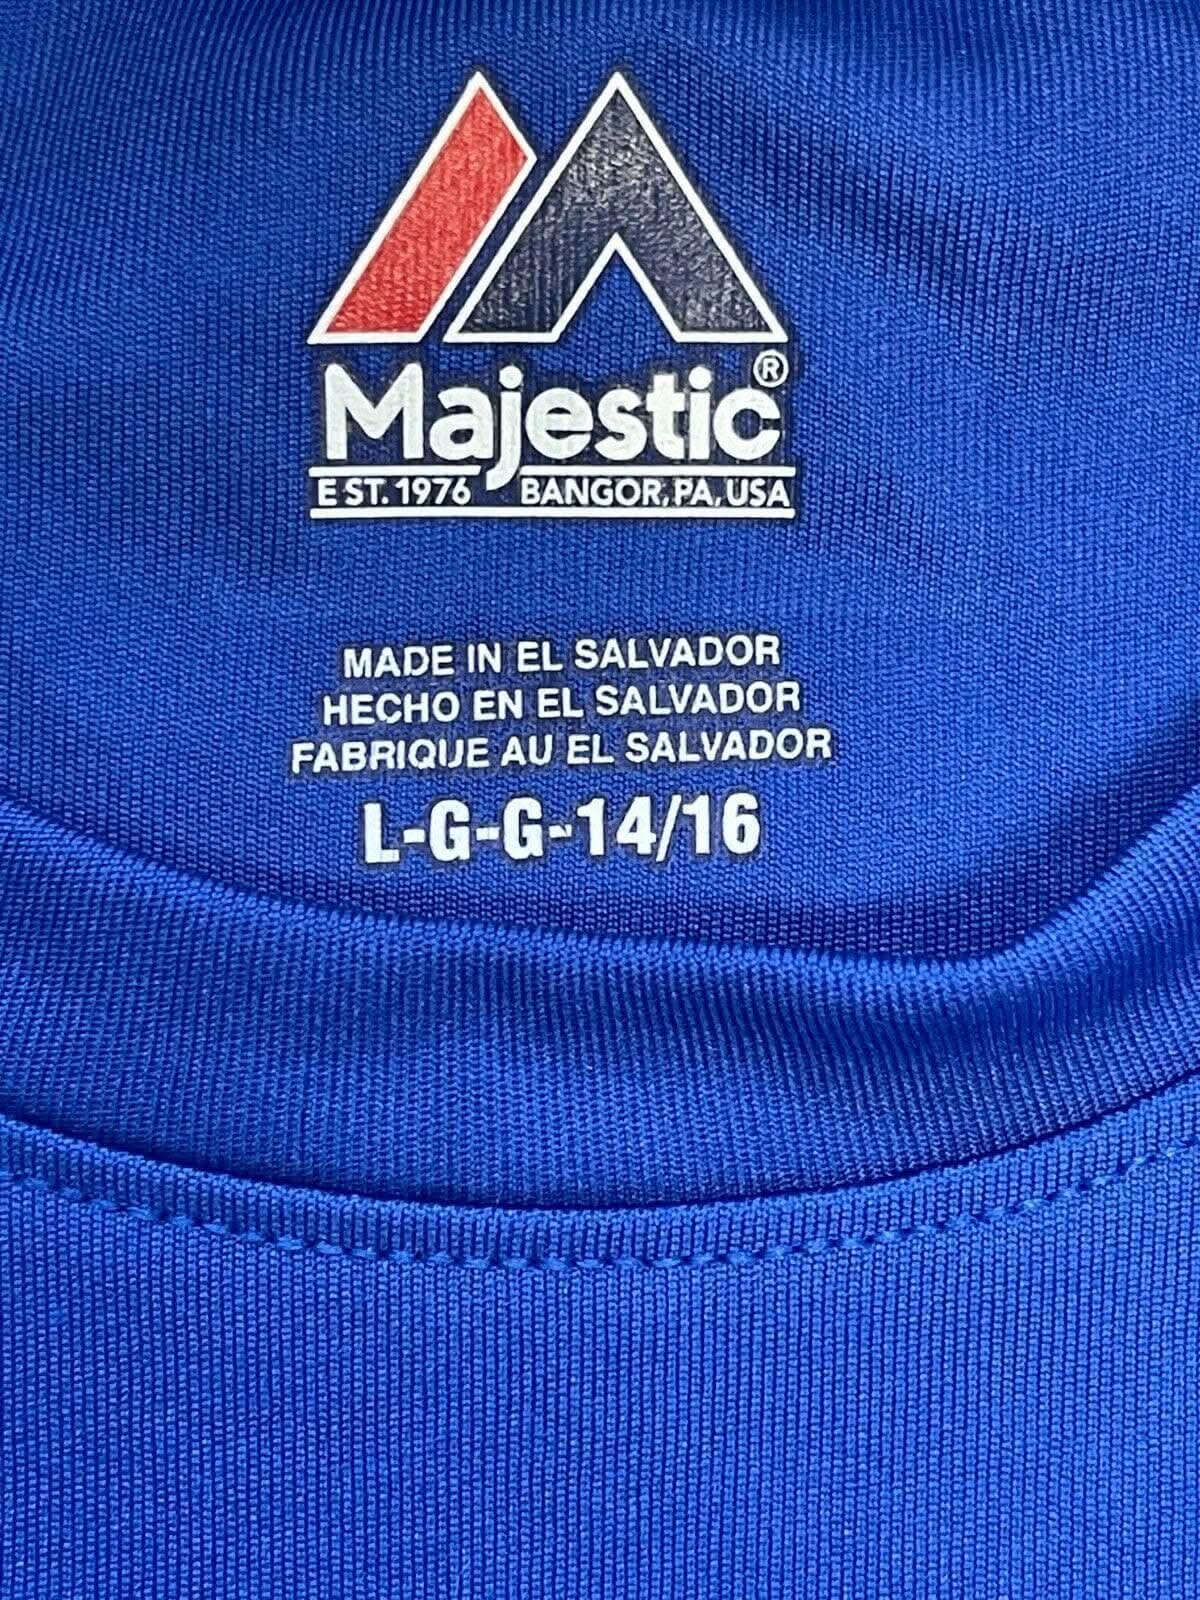 Majestic®
EST. 1976 BANGOR, PA, USA
MADE IN EL SALVADOR
HECHO EN EL SALVADOR
FABRIQUE AU EL SALVADOR
L-G-G-14/16